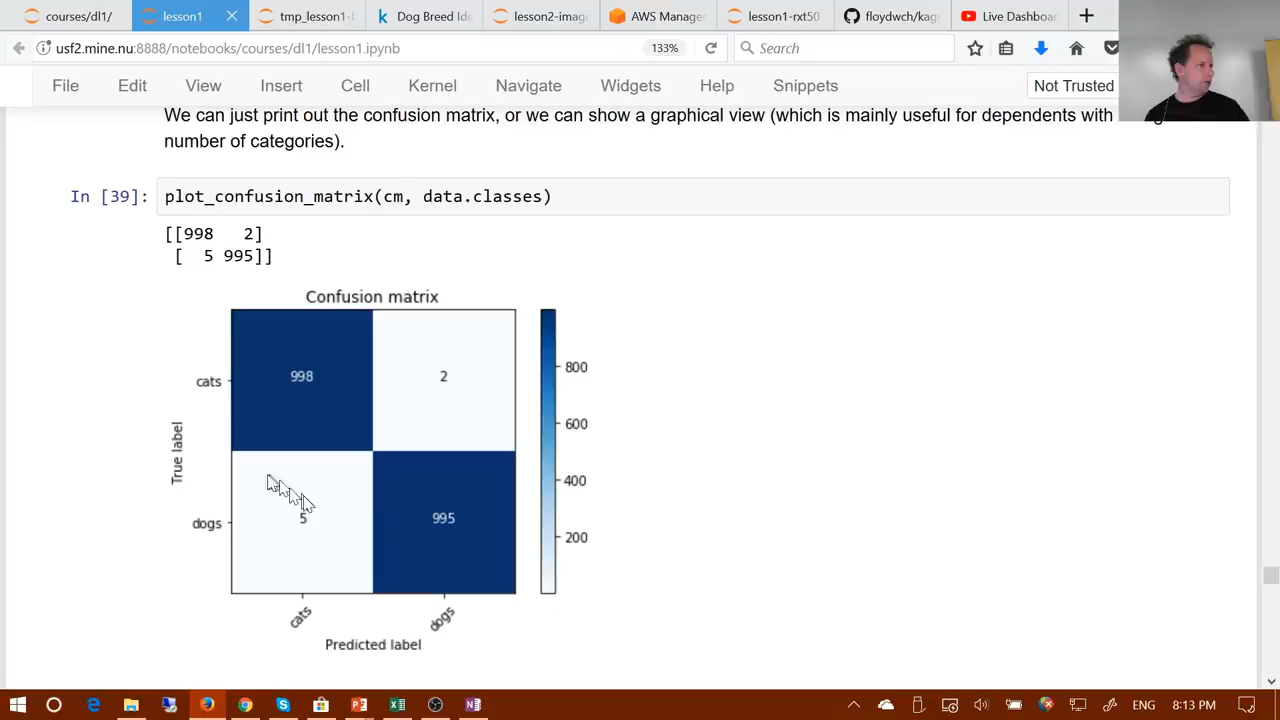 courses/dl1/
lesson1
tmp_lesson1-b
Dog Breed Ide
lesson2-image
AWS Manager
lesson1-rxt50
floydwch/kag
Live Dashboa
usf2.mine.nu:8888/notebooks/courses/dl1/lesson1.ipynb
133%
Search
File Edit View Insert Cell Kernel Navigate Widgets Help Snippets
Not Trusted
We can just print out the confusion matrix, or we can show a graphical view (which is mainly useful for dependents with
number of categories).
In [39]:
plot_confusion_matrix(cm, data.classes)
[[998 2]
[ 5 995]]
Confusion matrix
True label
cats
998
2
dogs
5
995
cats
dogs
Predicted label
800
600
400
200
ENG
8:13 PM